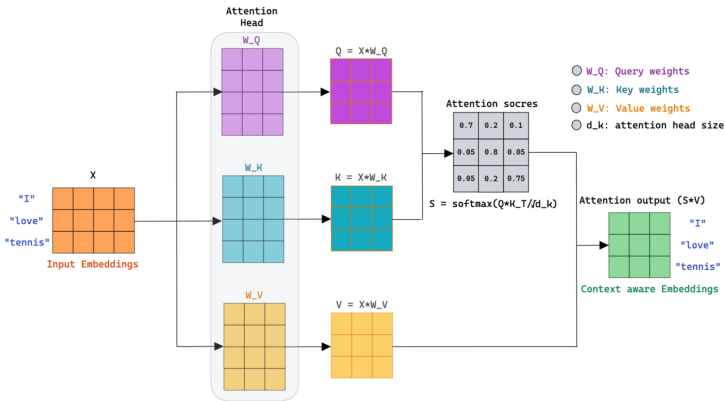 Attention
Head
W_Q
Q = X*W_Q
W_Q: Query weights
W_K: Key weights
W_V: Value weights
d_k: attention head size
Attention socres
0.7 0.2 0.1
0.05 0.8 0.05
0.05 0.2 0.75
S = softmax(Q*K_T/√d_k)
X
"I"
"love"
"tennis"
Input Embeddings
W_K
K = X*W_K
Attention output (S*V)
"I"
"love"
"tennis"
Context aware Embeddings
W_V
V = X*W_V